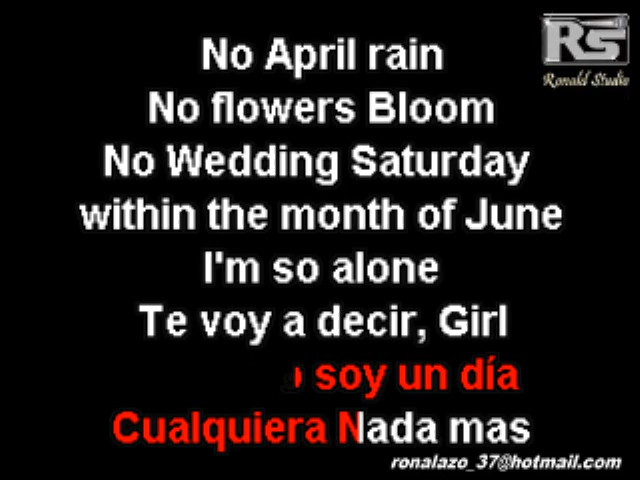 RS
Ronald Studio
No April rain
No flowers Bloom
No Wedding Saturday
within the month of June
I'm so alone
Te voy a decir, Girl
soy un día
Cualquiera Nada mas
ronalazo_37@hotmail.com